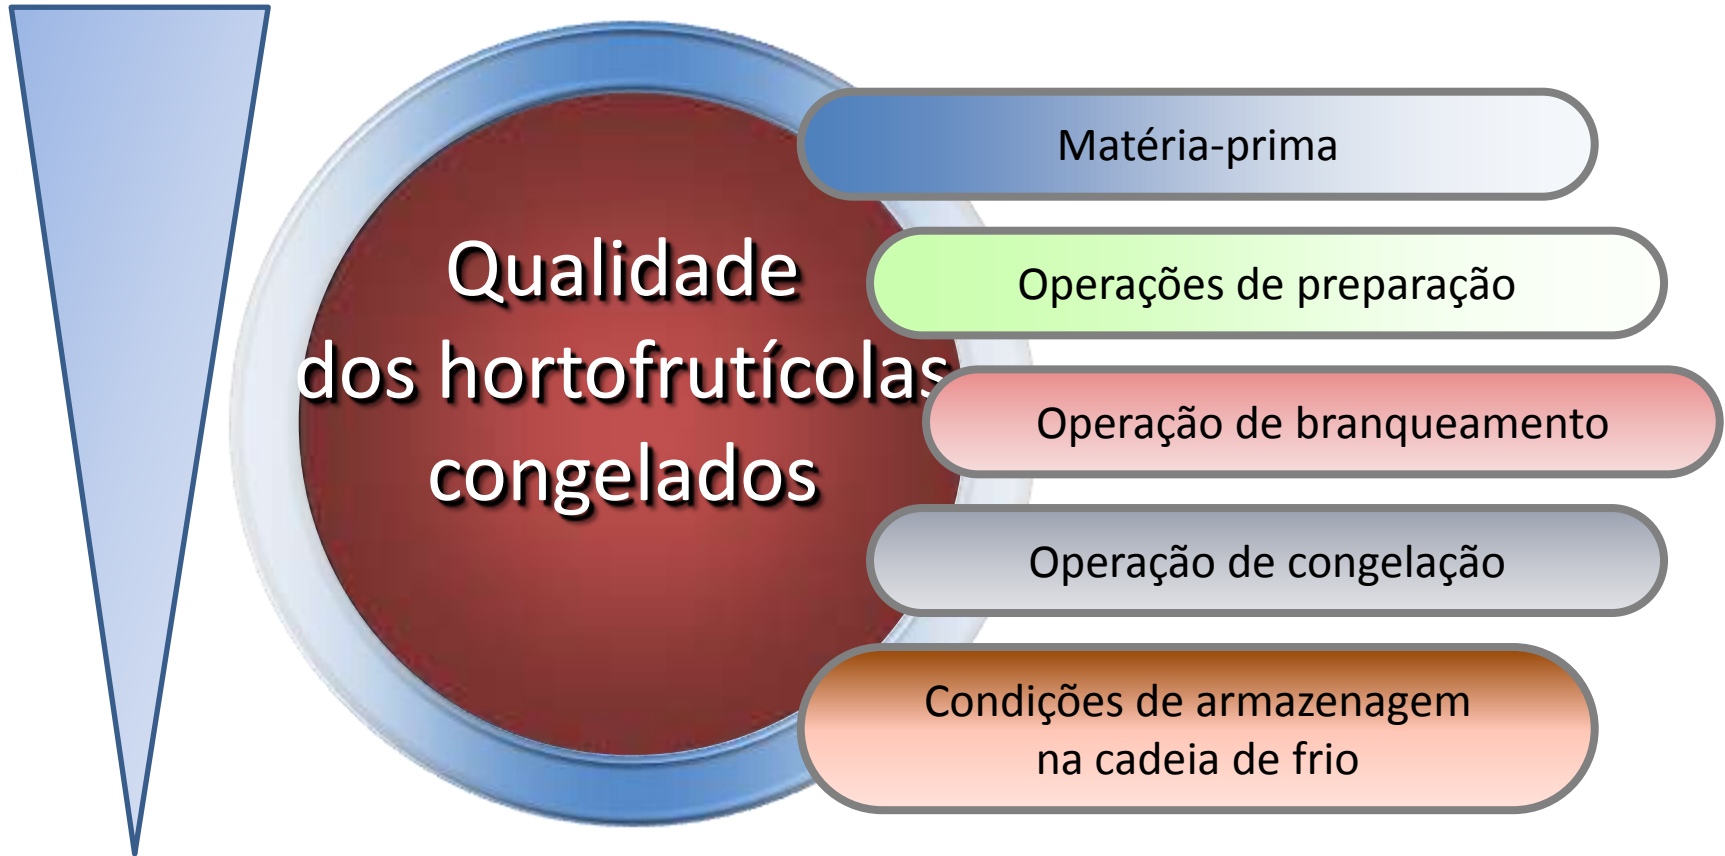 Qualidade
dos hortofrutícolas
congelados
Matéria-prima
Operações de preparação
Operação de branqueamento
Operação de congelação
Condições de armazenagem
na cadeia de frio